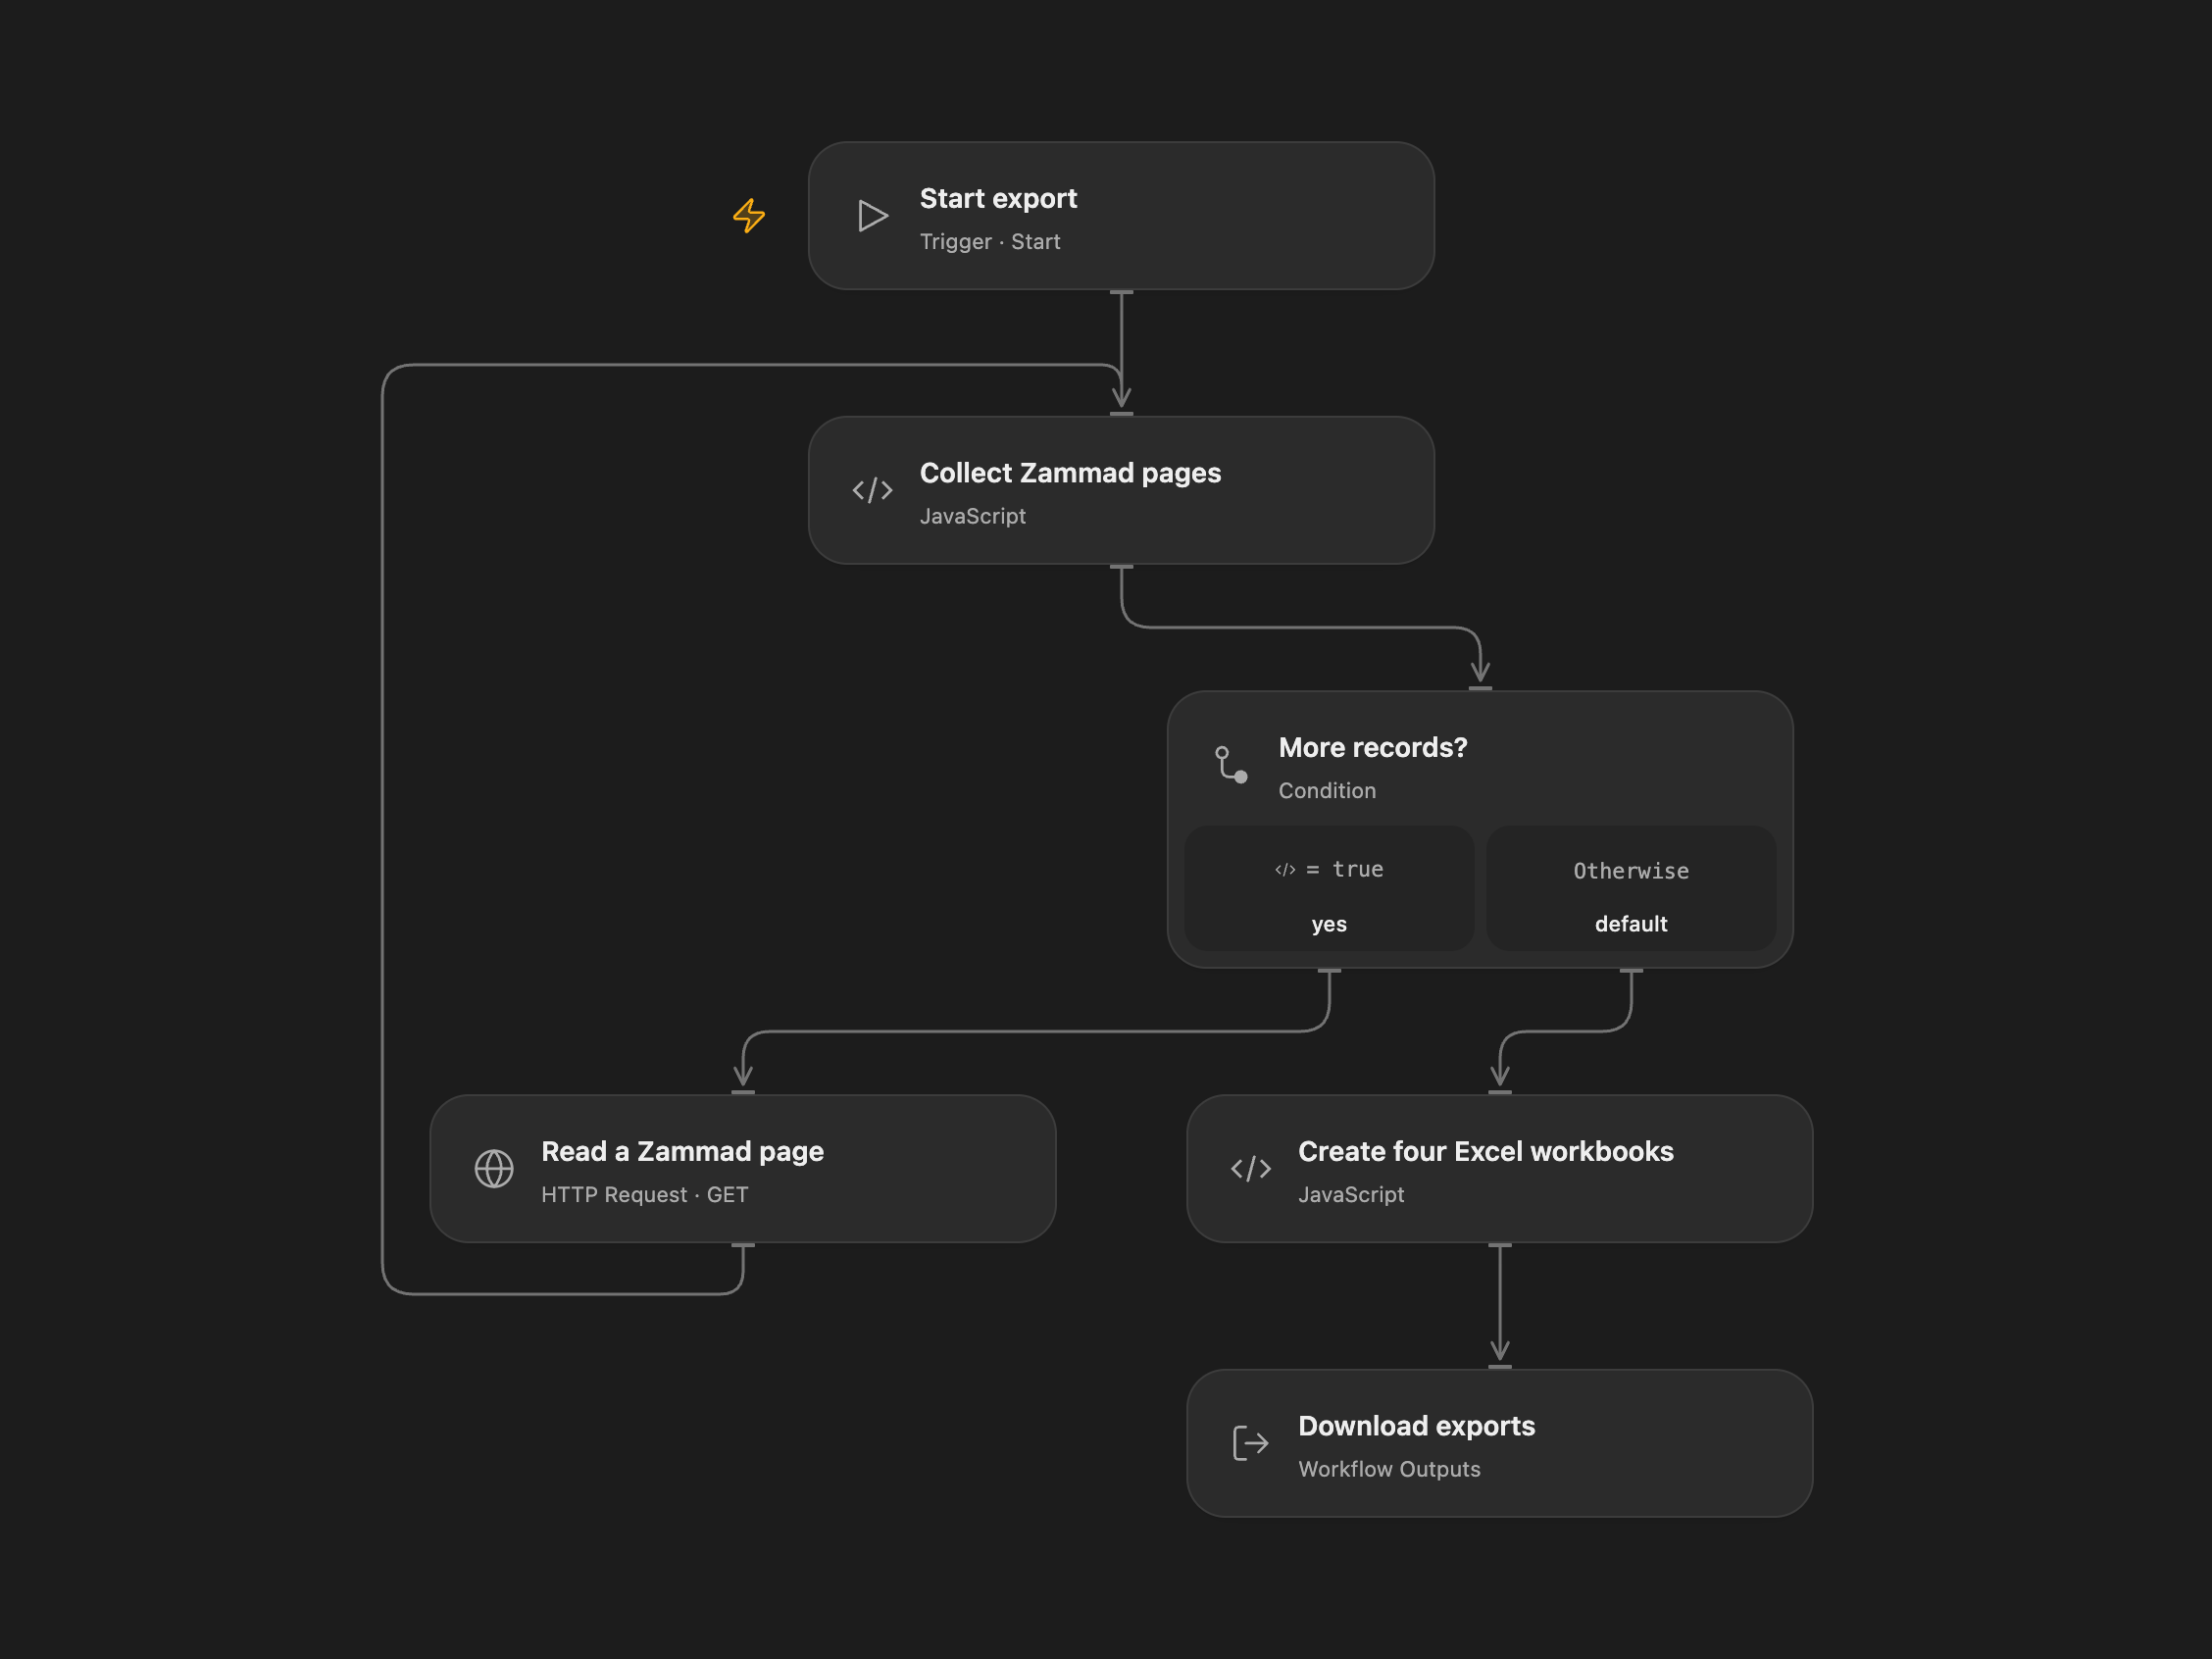 Start export
Trigger · Start
Collect Zammad pages
JavaScript
More records?
Condition
</> = true
Otherwise
yes
default
Read a Zammad page
HTTP Request · GET
Create four Excel workbooks
JavaScript
Download exports
Workflow Outputs